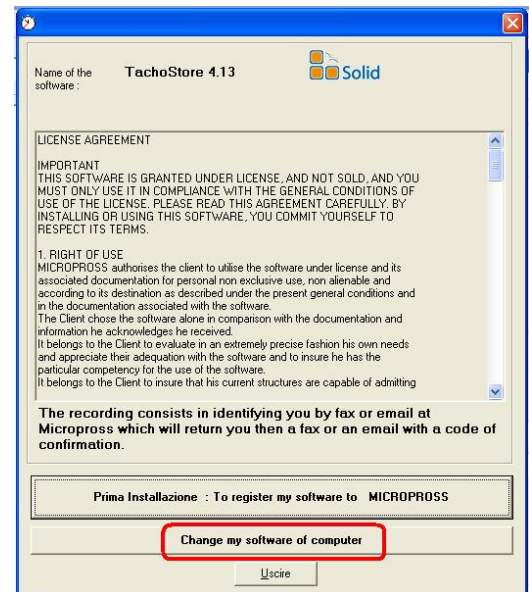 Name of the
software :
TachoStore 4.13
Solid
LICENSE AGREEMENT
IMPORTANT
THIS SOFTWARE IS GRANTED UNDER LICENSE, AND NOT SOLD, AND YOU
MUST ONLY USE IT IN COMPLIANCE WITH THE GENERAL CONDITIONS OF
USE OF THE LICENSE. PLEASE READ THIS AGREEMENT CAREFULLY. BY
INSTALLING OR USING THIS SOFTWARE, YOU COMMIT YOURSELF TO
RESPECT ITS TERMS.
1. RIGHT OF USE
MICROPROSS authorises the client to utilise the software under license and its
associated documentation for personal non exclusive use, non alienable and
according to its destination as described under the present general conditions and
in the documentation associated with the software.
The Client chose the software alone in comparison with the documentation and
information he acknowledges he received.
It belongs to the Client to evaluate in an extremely precise fashion his own needs
and appreciate their adequation with the software and to insure he has the
particular competency for the use of the software.
It belongs to the Client to insure that his current structures are capable of admitting
The recording consists in identifying you by fax or email at
Micropross which will return you then a fax or an email with a code of
confirmation.
Prima Installazione : To register my software to MICROPROSS
Change my software of computer
Uscire